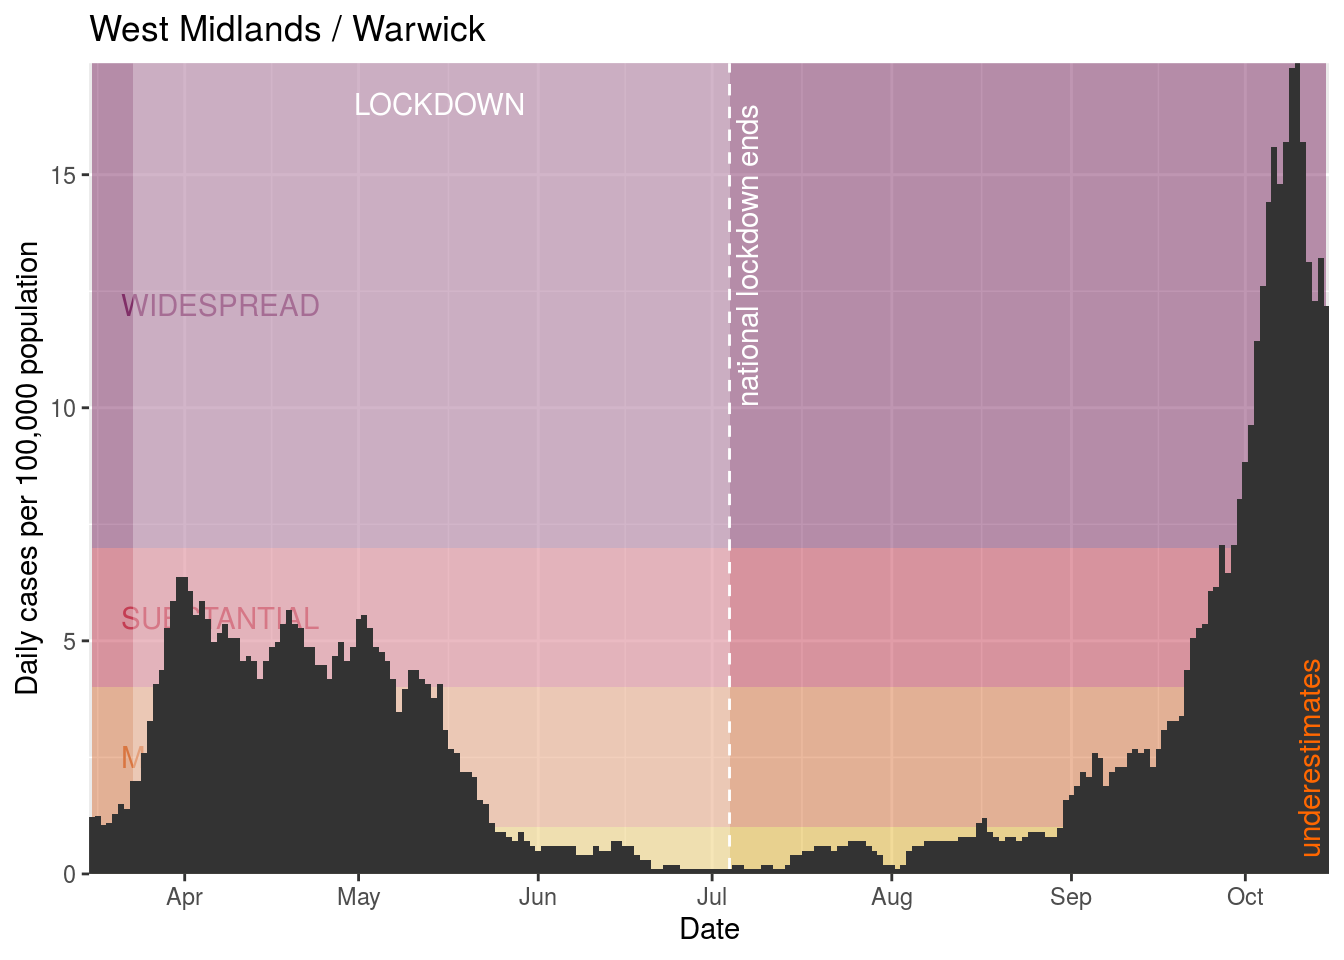 West Midlands / Warwick
LOCKDOWN
national lockdown ends
WIDESPREAD
SUBSTANTIAL
M
underestimates
Daily cases per 100,000 population
15
10
5
0
Apr May Jun Jul Aug Sep Oct
Date